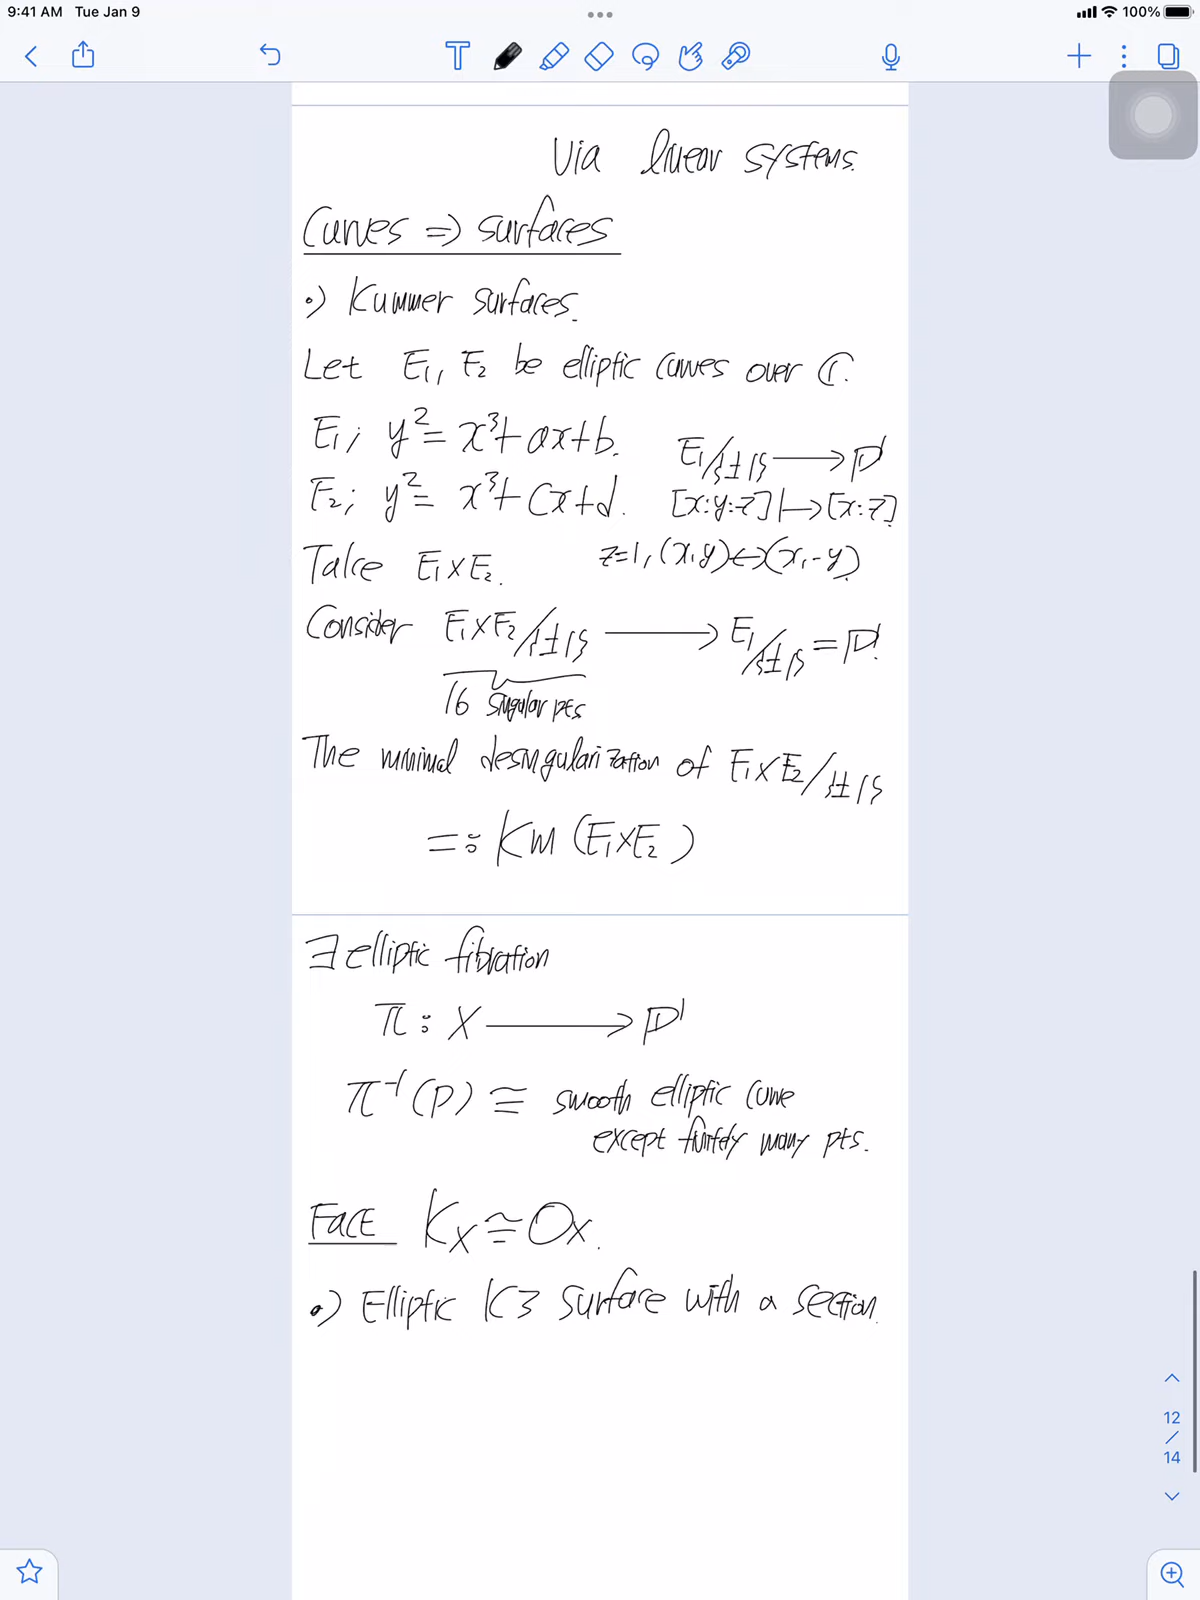 9:41 AM Tue Jan 9
100%
Via linear systems.
Curves ⇒ surfaces
•) Kummer surfaces.
Let E₁, E₂ be elliptic curves over ℂ.
E₁; y² = x³+ax+b.
E₁/{±1} ⟶ ℙ¹
E₂; y² = x³+cx+d.
[x:y:z] ↦ [x:z]
Take E₁×E₂.
z=1, (x,y)↔(x,-y)
Consider E₁×E₂/{±1} ⟶ E₁/{±1} = ℙ¹.
16 singular pts
The minimal desingularization of E₁×E₂/{±1}
=: Km (E₁×E₂)
∃ elliptic fibration
π : X ⟶ ℙ¹
π⁻¹(p) ≅ smooth elliptic curve
except finitely many pts.
Fact K_X ≅ O_X.
•) Elliptic K3 surface with a section.
12
/
14